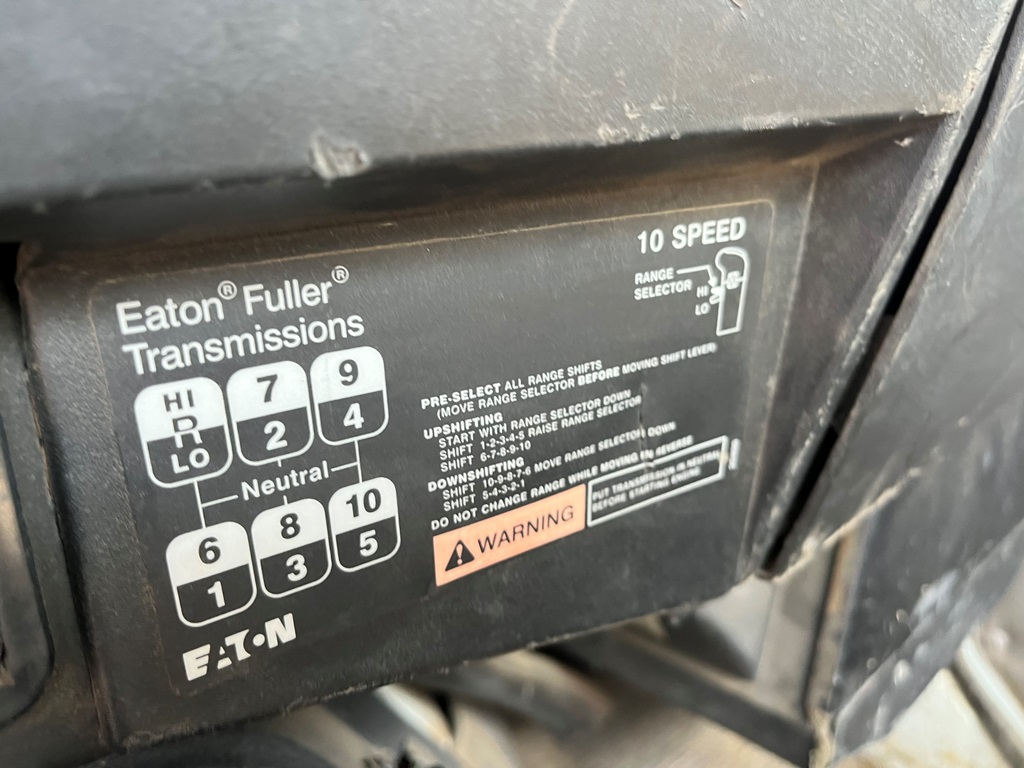 10 SPEED
RANGE
SELECTOR
HI
LO
Eaton® Fuller®
Transmissions
HI 7 9
R
LO 2 4
Neutral
6 8 10
1 3 5
EATON
PRE-SELECT ALL RANGE SHIFTS
(MOVE RANGE SELECTOR BEFORE MOVING SHIFT LEVER)
UPSHIFTING
START WITH RANGE SELECTOR DOWN
SHIFT 1-2-3-4-5 RAISE RANGE SELECTOR
SHIFT 6-7-8-9-10
DOWNSHIFTING
SHIFT 10-9-8-7-6 MOVE RANGE SELECTOR DOWN
SHIFT 5-4-3-2-1
DO NOT CHANGE RANGE WHILE MOVING IN REVERSE
WARNING
PUT TRANSMISSION IN NEUTRAL
BEFORE STARTING ENGINE